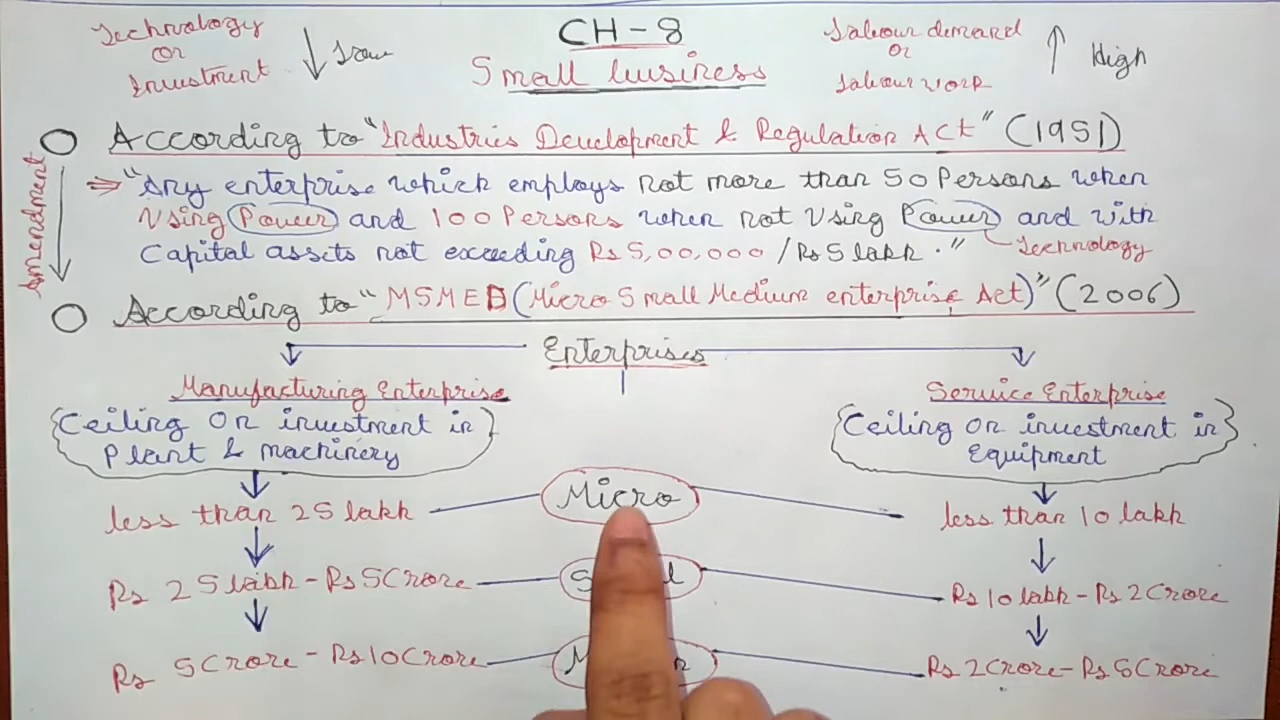 CH-8
Small business
Technology
or
Investment
Low
Labour demand
or
Labour work
High
According to "Industries Development & Regulation Act" (1951)
Amendment
⇒ "Any enterprise which employs not more than 50 Persons when
Using Power and 100 Persons when not Using Power and with
Capital assets not exceeding Rs 5,00,000 / Rs 5 lakh."
Technology
According to "MSMED (Micro Small Medium enterprise Act)" (2006)
Enterprises
Manufacturing Enterprise
Ceiling on investment in
Plant & machinery
Service Enterprise
Ceiling on investment in
Equipment
less than 25 lakh
Micro
less than 10 lakh
Rs 25 lakh - Rs 5 Crore
Rs 10 lakh - Rs 2 Crore
Rs 5 Crore - Rs 10 Crore
Rs 2 Crore - Rs 5 Crore